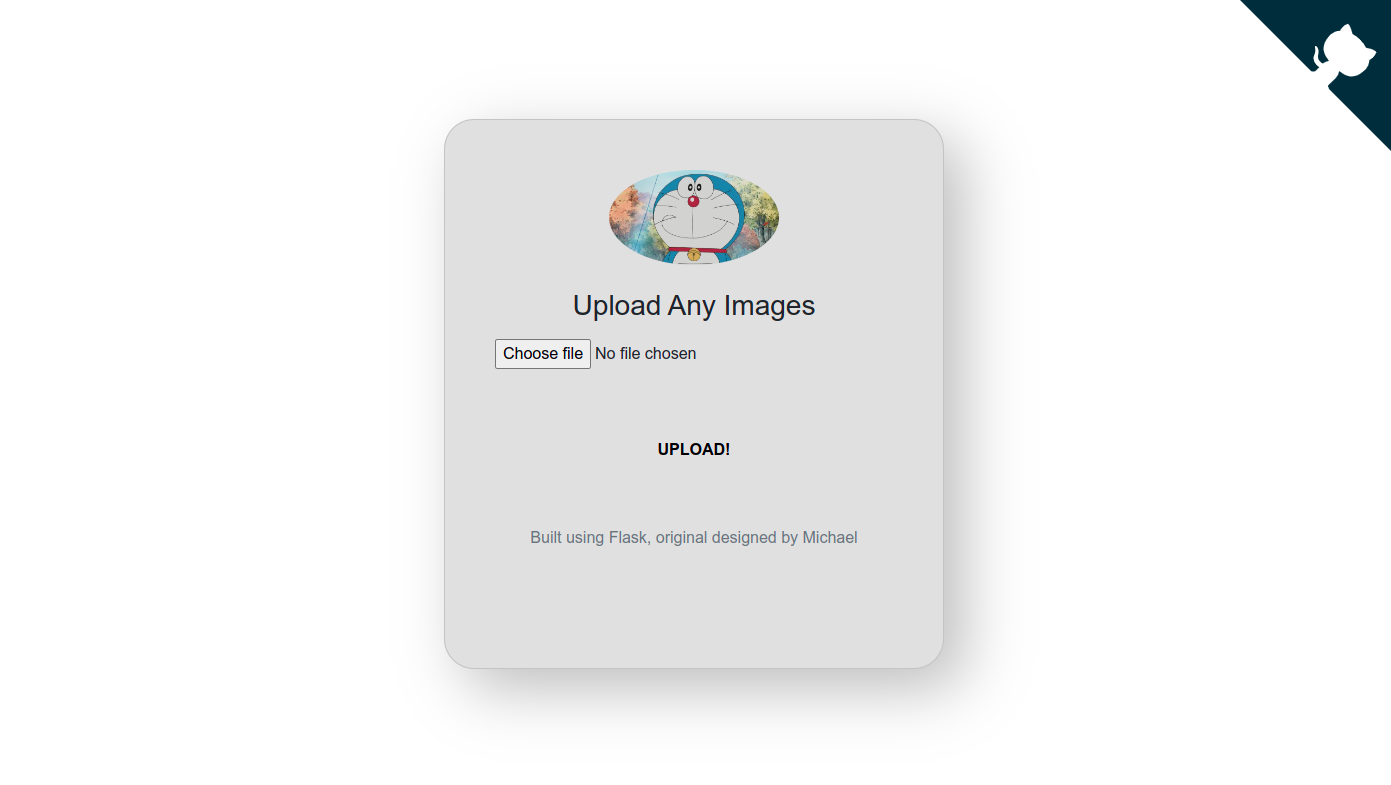 Upload Any Images
Choose file No file chosen
UPLOAD!
Built using Flask, original designed by Michael